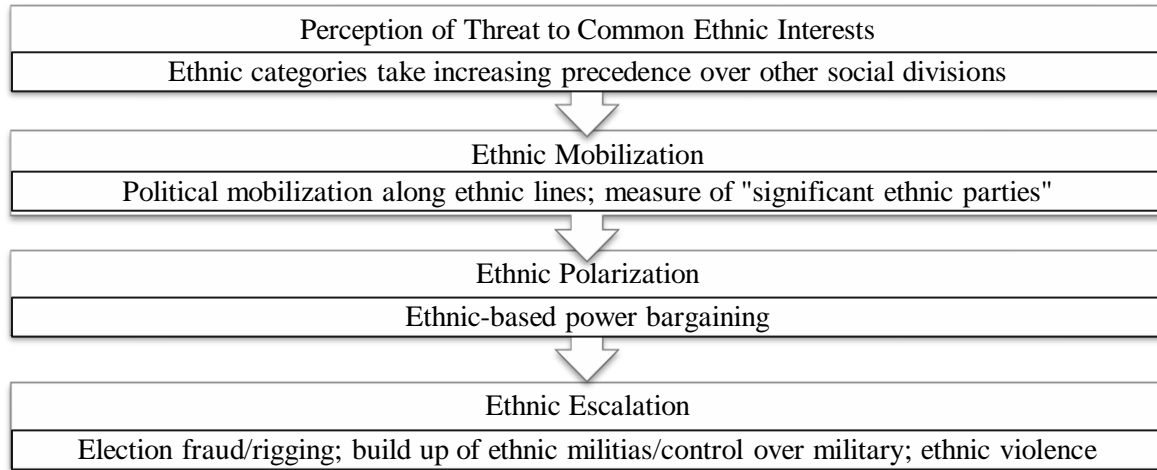 Perception of Threat to Common Ethnic Interests
Ethnic categories take increasing precedence over other social divisions
Ethnic Mobilization
Political mobilization along ethnic lines; measure of "significant ethnic parties"
Ethnic Polarization
Ethnic-based power bargaining
Ethnic Escalation
Election fraud/rigging; build up of ethnic militias/control over military; ethnic violence